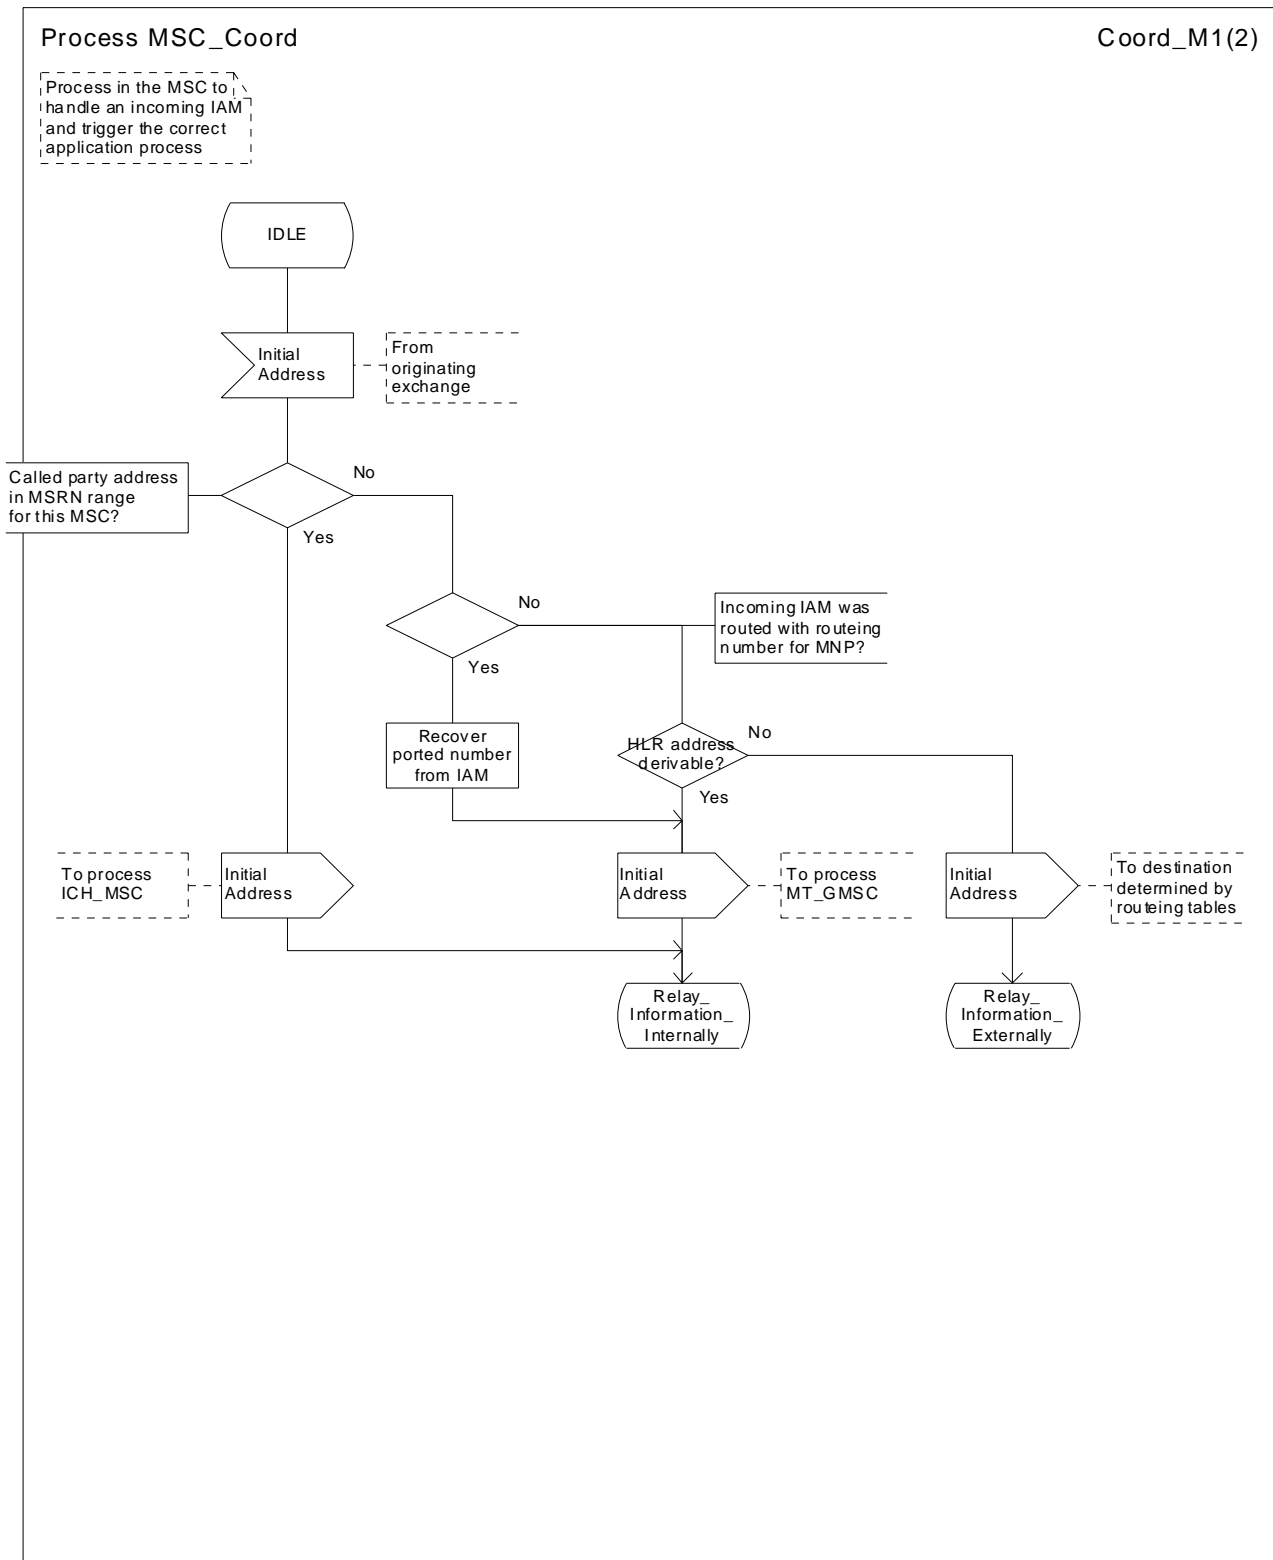 Process MSC_Coord
Coord_M1(2)
Process in the MSC to
handle an incoming IAM
and trigger the correct
application process
IDLE
Initial
Address
From
originating
exchange
Called party address
in MSRN range
for this MSC?
No
Yes
No
Incoming IAM was
routed with routeing
number for MNP?
Yes
Recover
ported number
from IAM
HLR address
derivable?
No
Yes
To process
ICH_MSC
Initial
Address
Initial
Address
To process
MT_GMSC
Initial
Address
To destination
determined by
routeing tables
Relay_
Information_
Internally
Relay_
Information_
Externally